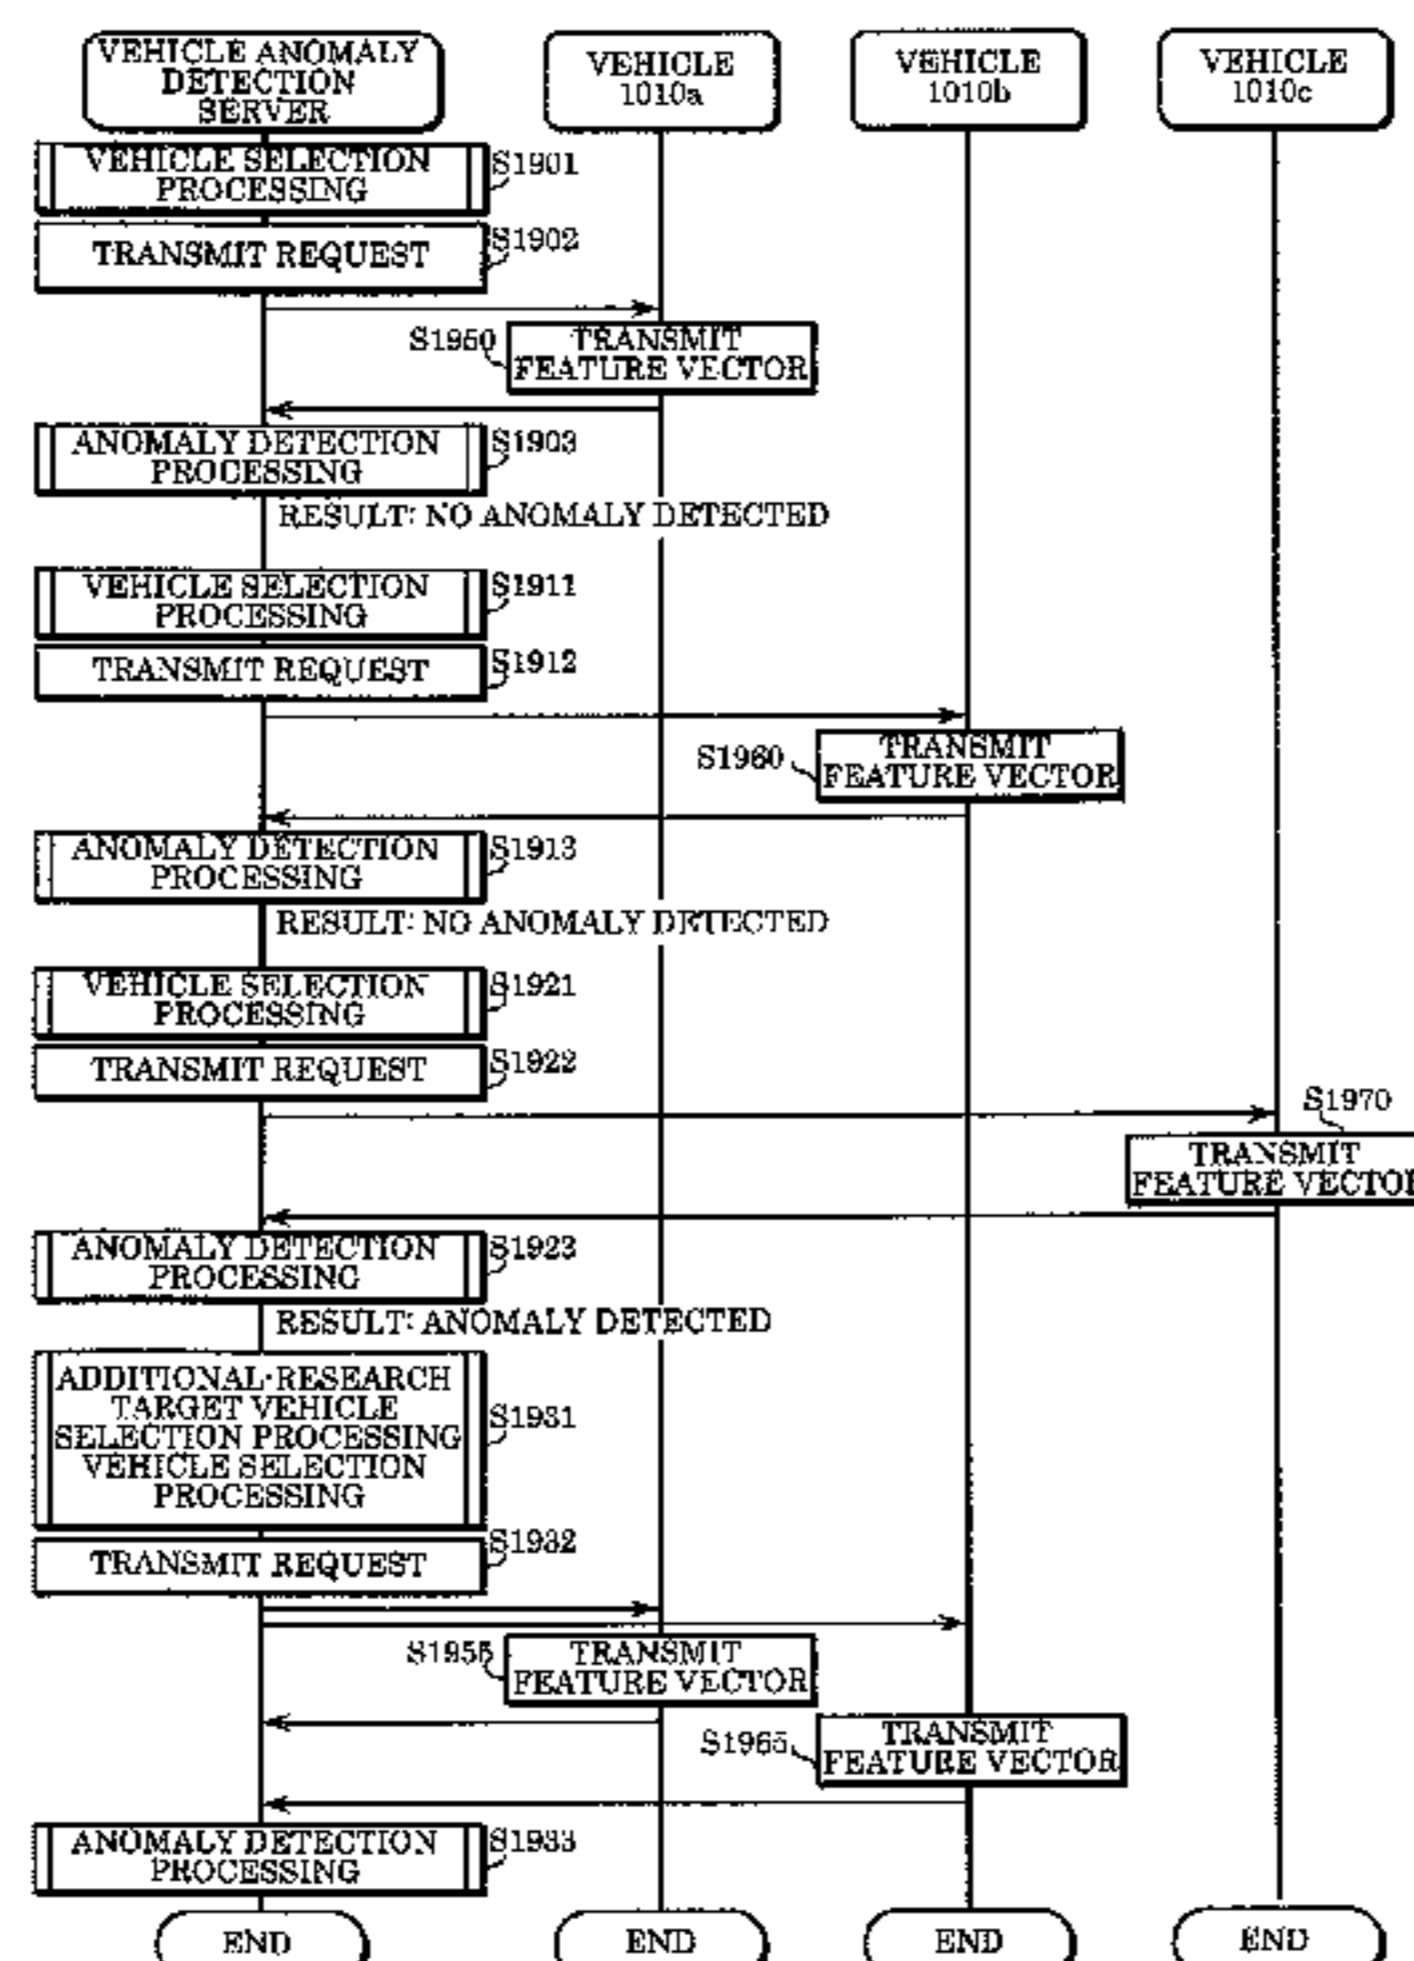 VEHICLE ANOMALY
DETECTION
SERVER
VEHICLE
1010a
VEHICLE
1010b
VEHICLE
1010c
VEHICLE SELECTION
PROCESSING
S1901
TRANSMIT REQUEST
S1902
S1950
TRANSMIT
FEATURE VECTOR
ANOMALY DETECTION
PROCESSING
S1903
RESULT: NO ANOMALY DETECTED
VEHICLE SELECTION
PROCESSING
S1911
TRANSMIT REQUEST
S1912
S1960
TRANSMIT
FEATURE VECTOR
ANOMALY DETECTION
PROCESSING
S1913
RESULT: NO ANOMALY DETECTED
VEHICLE SELECTION
PROCESSING
S1921
TRANSMIT REQUEST
S1922
S1970
TRANSMIT
FEATURE VECTOR
ANOMALY DETECTION
PROCESSING
S1923
RESULT: ANOMALY DETECTED
ADDITIONAL-RESEARCH
TARGET VEHICLE
SELECTION PROCESSING
VEHICLE SELECTION
PROCESSING
S1931
TRANSMIT REQUEST
S1932
S1955
TRANSMIT
FEATURE VECTOR
S1965
TRANSMIT
FEATURE VECTOR
ANOMALY DETECTION
PROCESSING
S1933
END
END
END
END